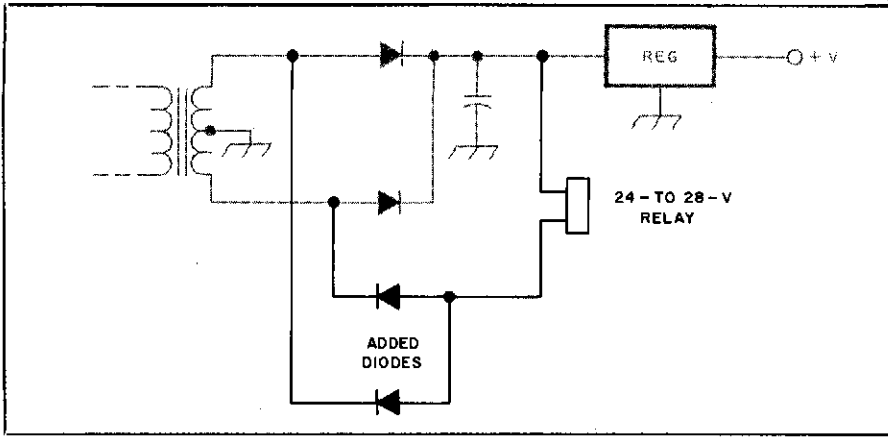 REG
+ V
24 - TO 28 - V
RELAY
ADDED
DIODES